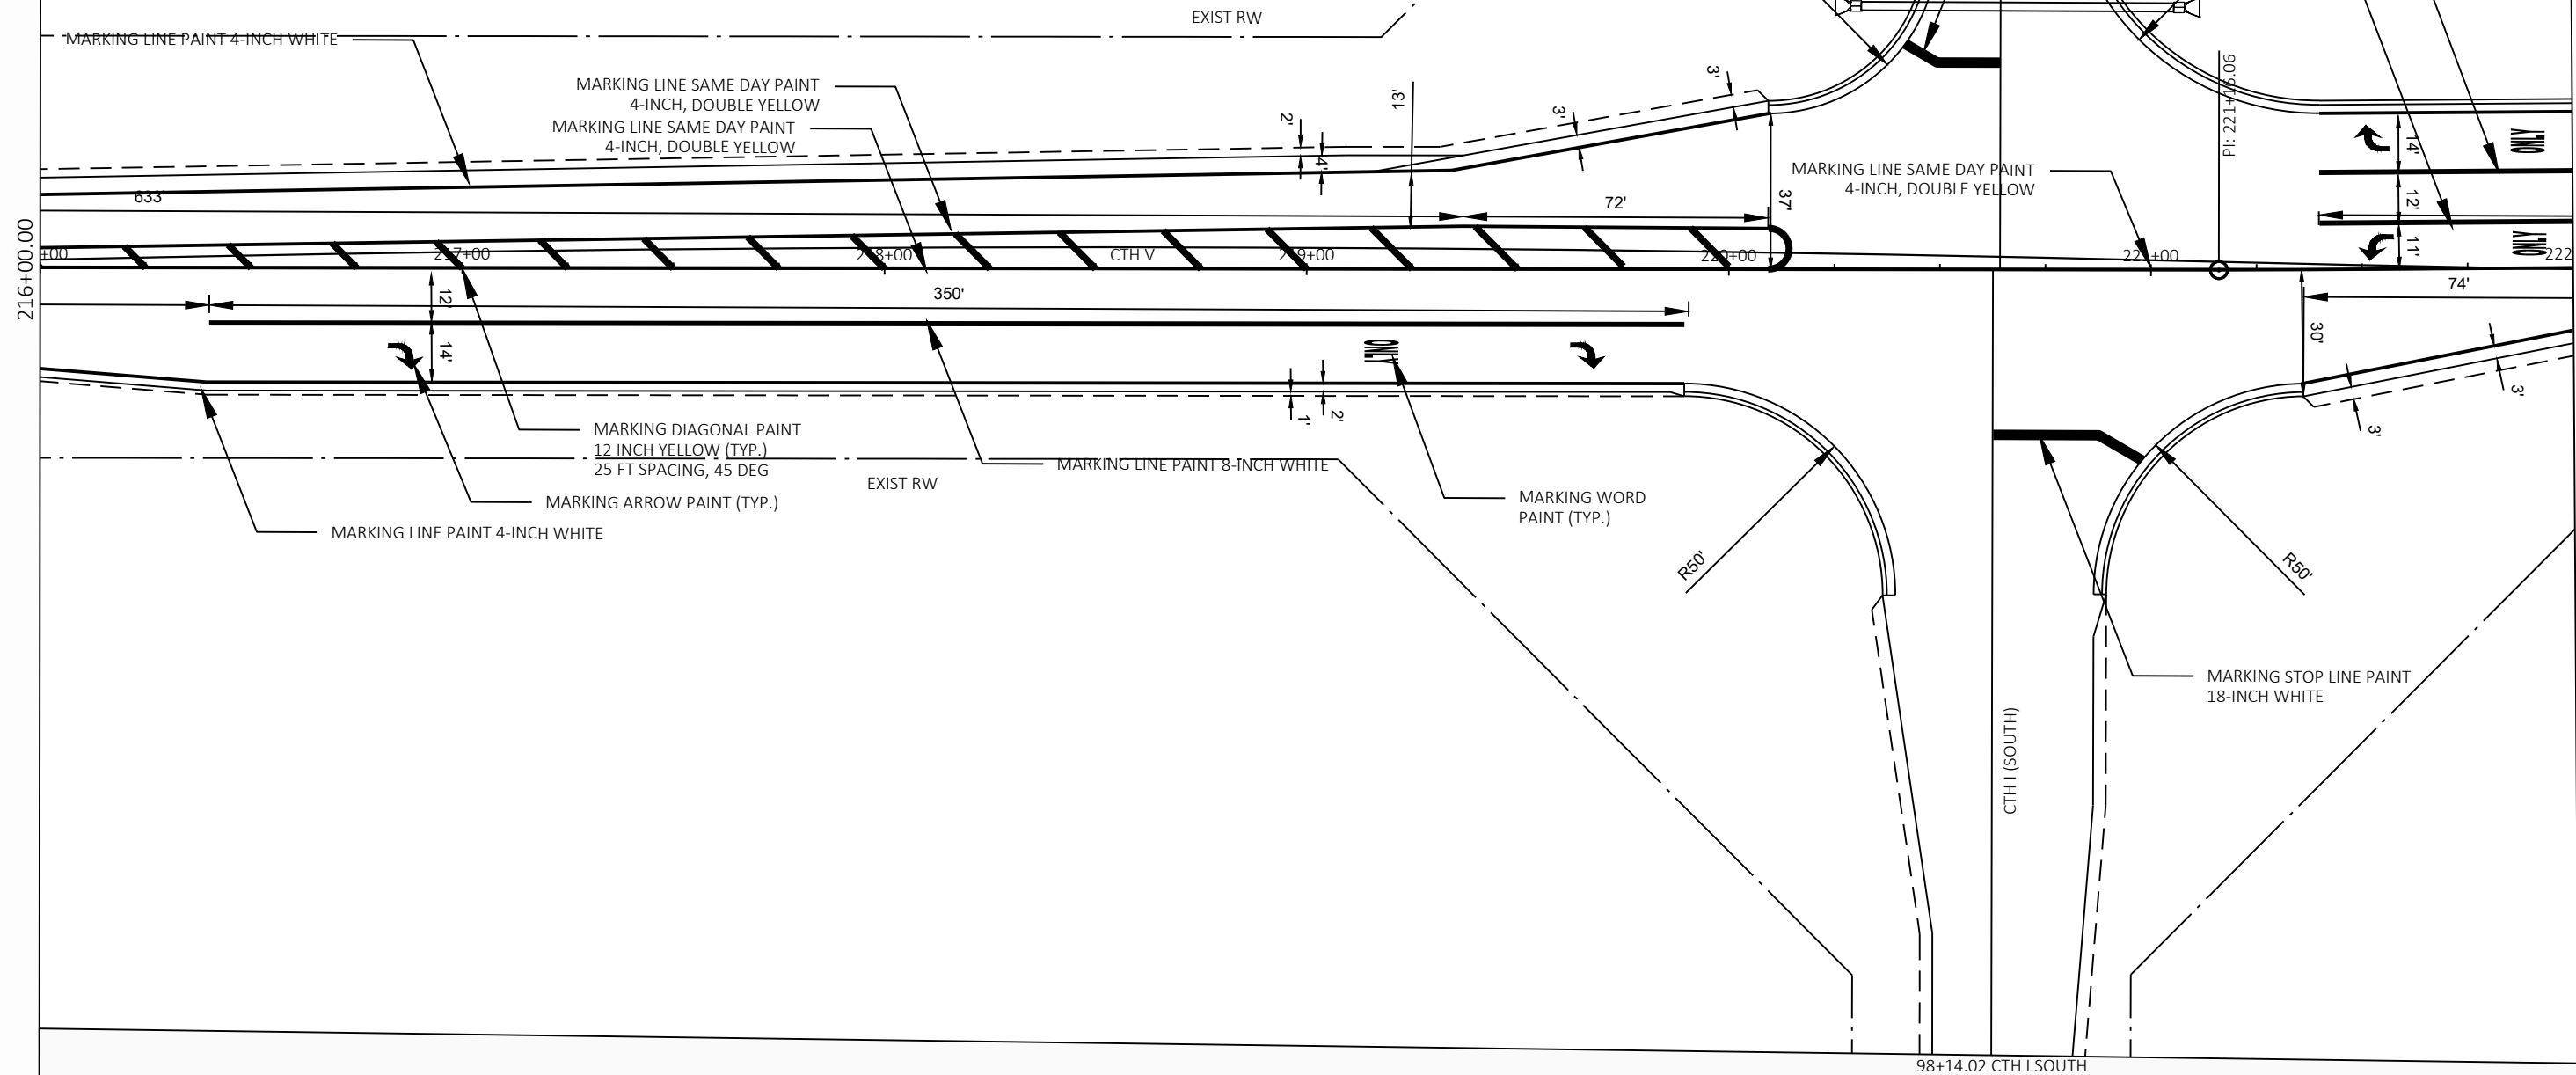 EXIST RW
MARKING LINE PAINT 4-INCH WHITE
MARKING LINE SAME DAY PAINT
4-INCH, DOUBLE YELLOW
MARKING LINE SAME DAY PAINT
4-INCH, DOUBLE YELLOW
3'
3'
13'
2'
4'
PI: 221+16.06
14'
ONLY
MARKING LINE SAME DAY PAINT
4-INCH, DOUBLE YELLOW
633'
72'
37'
12'
216+00.00
+00
217+00
218+00
CTH V
219+00
220+00
221+00
11'
ONLY
222
12'
350'
74'
14'
ONLY
30'
1'
2'
3'
3'
MARKING DIAGONAL PAINT
12 INCH YELLOW (TYP.)
25 FT SPACING, 45 DEG
MARKING LINE PAINT 8-INCH WHITE
EXIST RW
MARKING ARROW PAINT (TYP.)
MARKING WORD
PAINT (TYP.)
MARKING LINE PAINT 4-INCH WHITE
R50'
R50'
MARKING STOP LINE PAINT
18-INCH WHITE
CTH I (SOUTH)
98+14.02 CTH I SOUTH